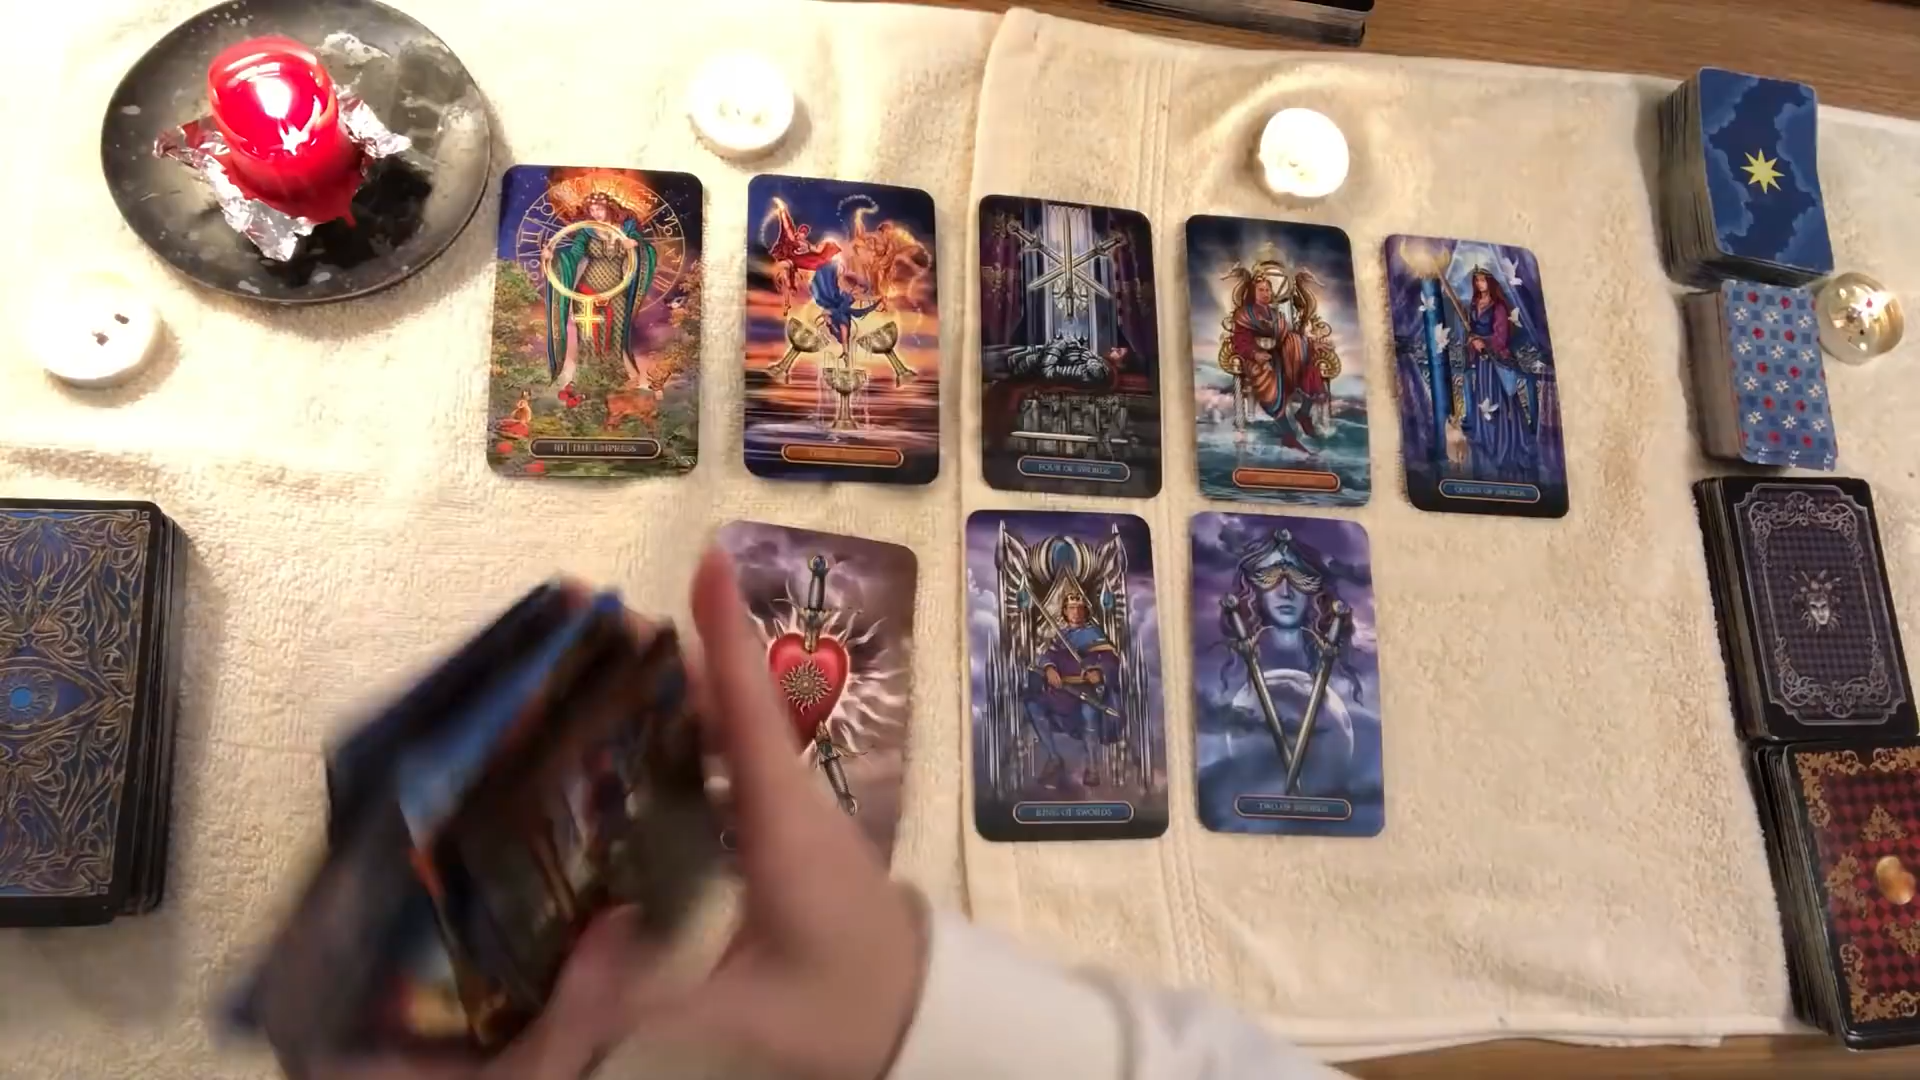 III | THE EMPRESS
FOUR OF SWORDS
QUEEN OF SWORDS
KING OF SWORDS
TWO OF SWORDS